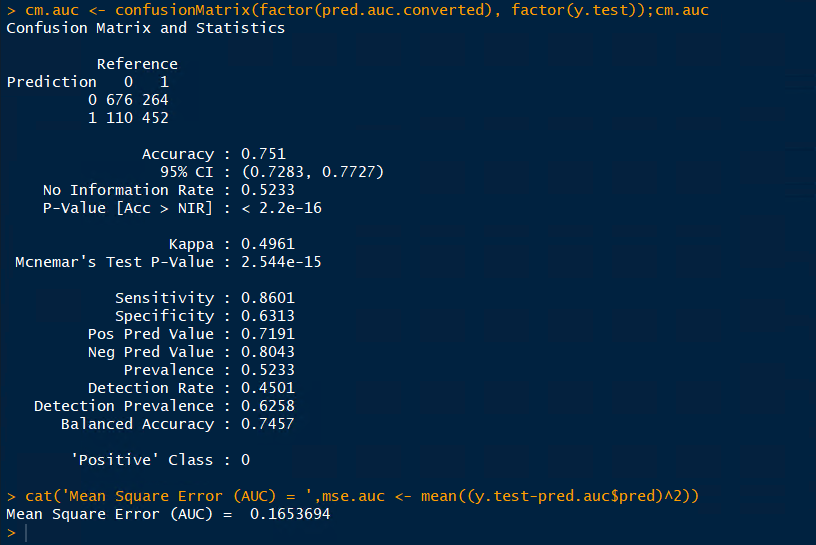 > cm.auc <- confusionMatrix(factor(pred.auc.converted), factor(y.test));cm.auc
Confusion Matrix and Statistics
Reference
Prediction 0 1
0 676 264
1 110 452
Accuracy : 0.751
95% CI : (0.7283, 0.7727)
No Information Rate : 0.5233
P-Value [Acc > NIR] : < 2.2e-16
Kappa : 0.4961
Mcnemar's Test P-Value : 2.544e-15
Sensitivity : 0.8601
Specificity : 0.6313
Pos Pred Value : 0.7191
Neg Pred Value : 0.8043
Prevalence : 0.5233
Detection Rate : 0.4501
Detection Prevalence : 0.6258
Balanced Accuracy : 0.7457
'Positive' Class : 0
> cat('Mean Square Error (AUC) = ',mse.auc <- mean((y.test-pred.auc$pred)^2))
Mean Square Error (AUC) =  0.1653694
>